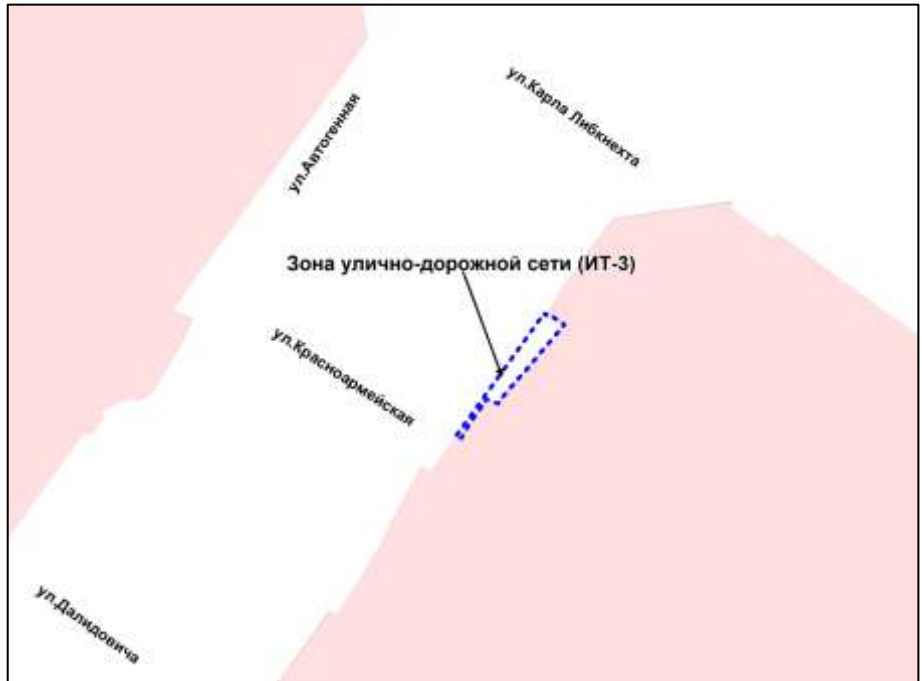 ул.Карла Либкнехта
ул.Автогенная
Зона улично-дорожной сети (ИТ-3)
ул.Красноармейская
ул.Далидовича